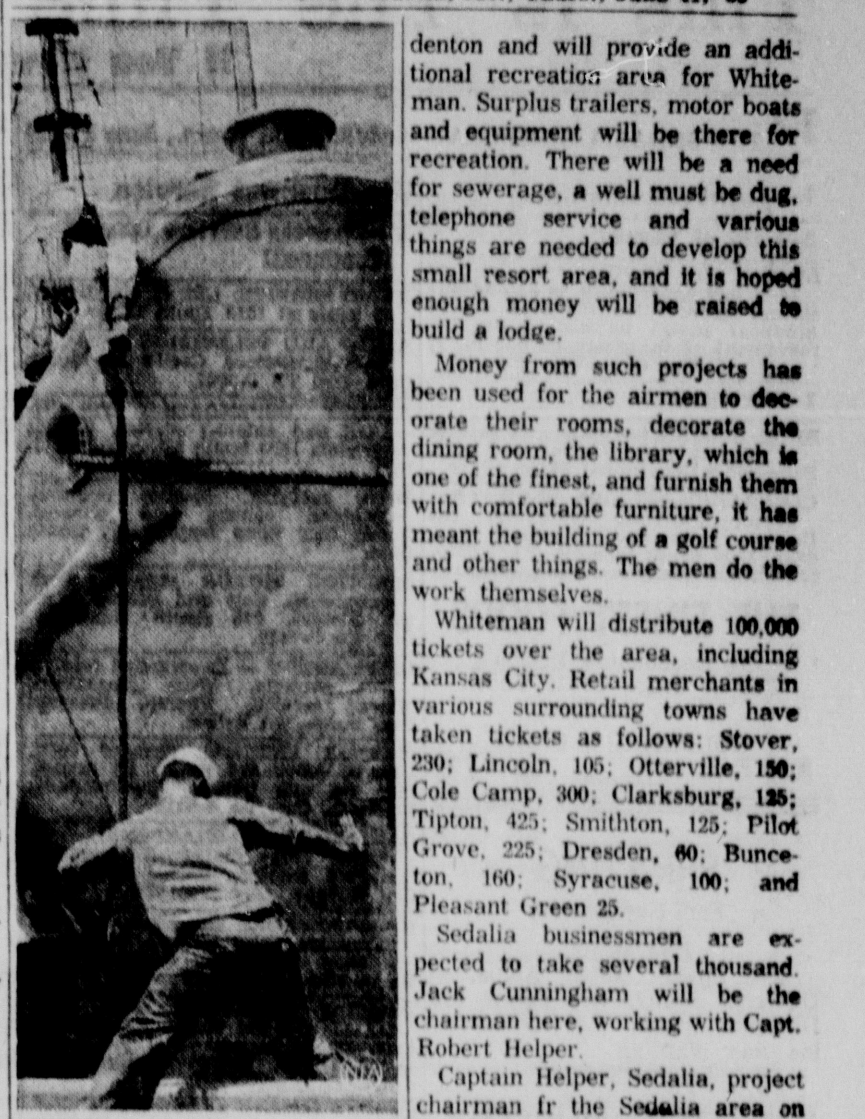 denton and will provide an addi-
tional recreation area for White-
man. Surplus trailers, motor boats
and equipment will be there for
recreation. There will be a need
for sewerage, a well must be dug,
telephone service and various
things are needed to develop this
small resort area, and it is hoped
enough money will be raised to
build a lodge.
Money from such projects has
been used for the airmen to dec-
orate their rooms, decorate the
dining room, the library, which is
one of the finest, and furnish them
with comfortable furniture, it has
meant the building of a golf course
and other things. The men do the
work themselves.
Whiteman will distribute 100,000
tickets over the area, including
Kansas City. Retail merchants in
various surrounding towns have
taken tickets as follows: Stover,
230; Lincoln, 105; Otterville, 150;
Cole Camp, 300; Clarksburg, 125;
Tipton, 425; Smithton, 125; Pilot
Grove, 225; Dresden, 60; Bunce-
ton, 160; Syracuse, 100; and
Pleasant Green 25.
Sedalia businessmen are ex-
pected to take several thousand.
Jack Cunningham will be the
chairman here, working with Capt.
Robert Helper.
Captain Helper, Sedalia, project
chairman fr the Sedalia area on